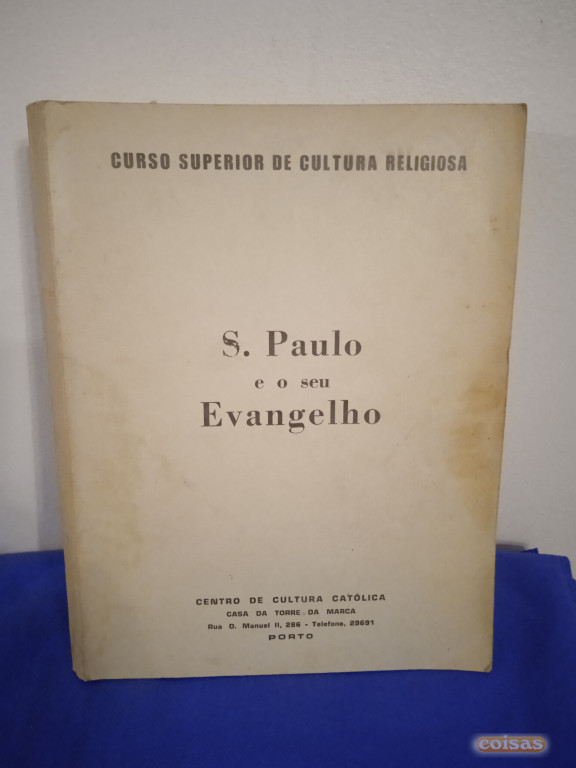 CURSO SUPERIOR DE CULTURA RELIGIOSA
S. Paulo
e o seu
Evangelho
CENTRO DE CULTURA CATÓLICA
CASA DA TORRE DA MARCA
Rua D. Manuel II, 286 - Telefone, 29691
PORTO
coisas